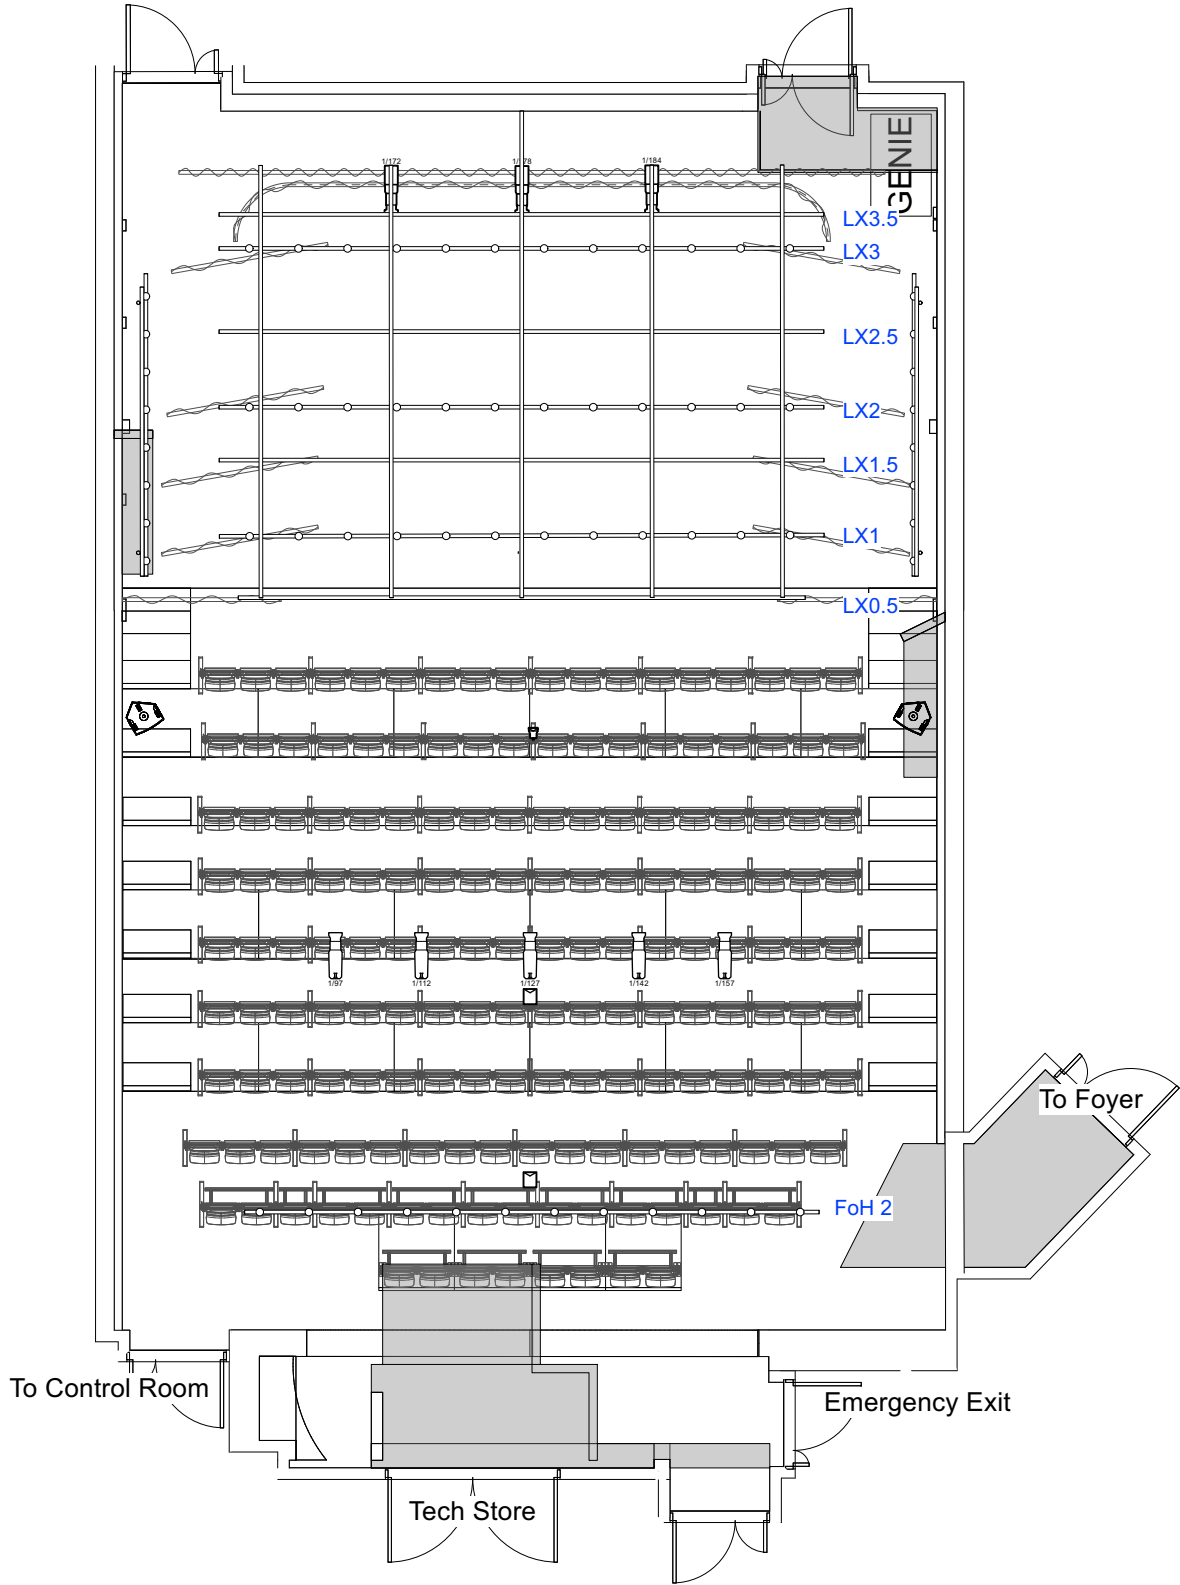 1/172
1/178
1/184
GENIE
LX3.5
LX3
LX2.5
LX2
LX1.5
LX1
LX0.5
1/97
1/112
1/127
1/142
1/157
To Foyer
FoH 2
To Control Room
Emergency Exit
Tech Store